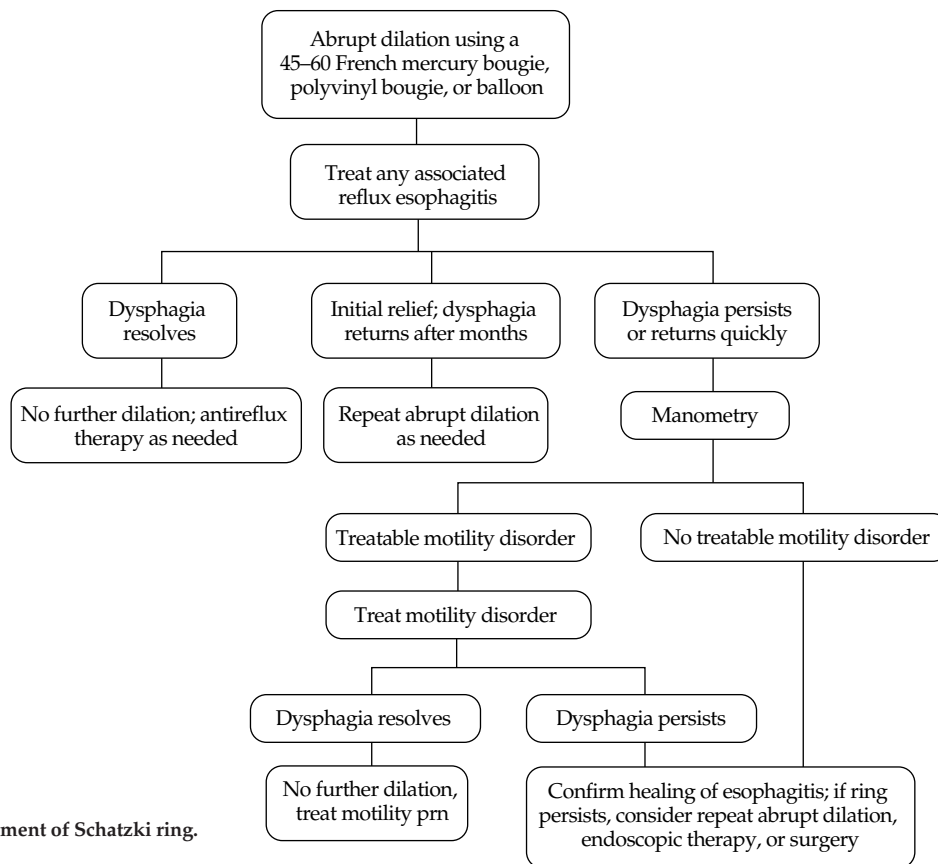 Abrupt dilation using a
45–60 French mercury bougie,
polyvinyl bougie, or balloon
Treat any associated
reflux esophagitis
Dysphagia
resolves
Initial relief; dysphagia
returns after months
Dysphagia persists
or returns quickly
No further dilation; antireflux
therapy as needed
Repeat abrupt dilation
as needed
Manometry
Treatable motility disorder
No treatable motility disorder
Treat motility disorder
Dysphagia resolves
Dysphagia persists
No further dilation,
treat motility prn
Confirm healing of esophagitis; if ring
persists, consider repeat abrupt dilation,
endoscopic therapy, or surgery
ment of Schatzki ring.